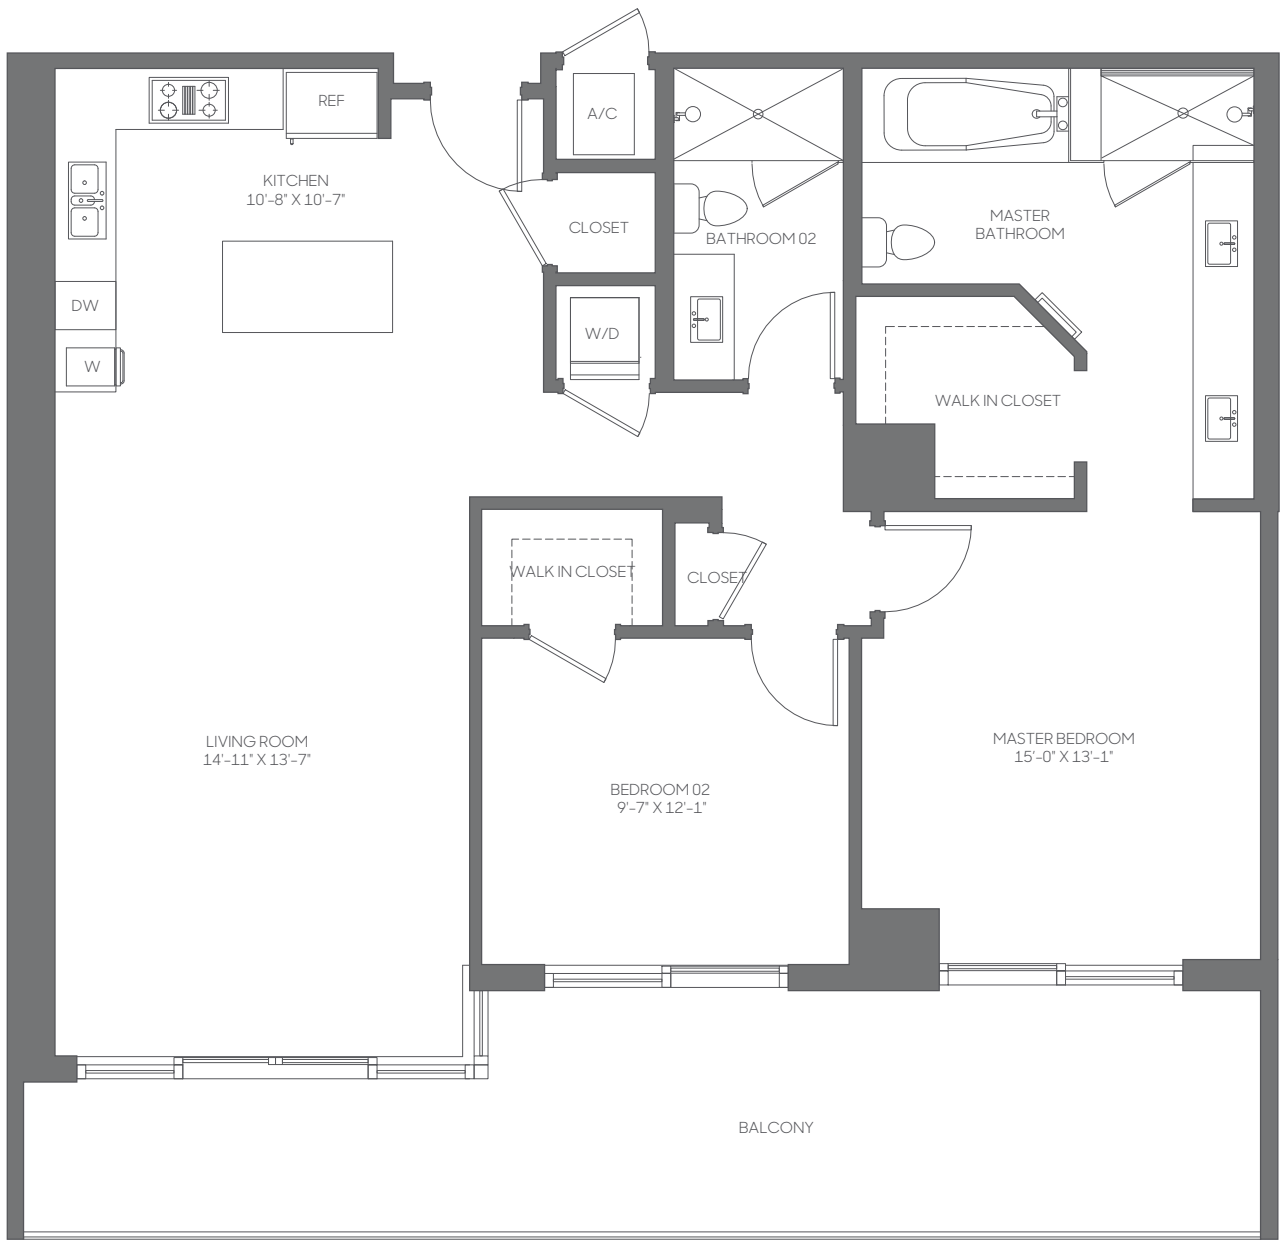 REF
A/C
KITCHEN
10'-8" X 10'-7"
CLOSET
BATHROOM 02
MASTER
BATHROOM
DW
W/D
W
WALK IN CLOSET
WALK IN CLOSET
CLOSET
LIVING ROOM
14'-11" X 13'-7"
MASTER BEDROOM
15'-0" X 13'-1"
BEDROOM 02
9'-7" X 12'-1"
BALCONY